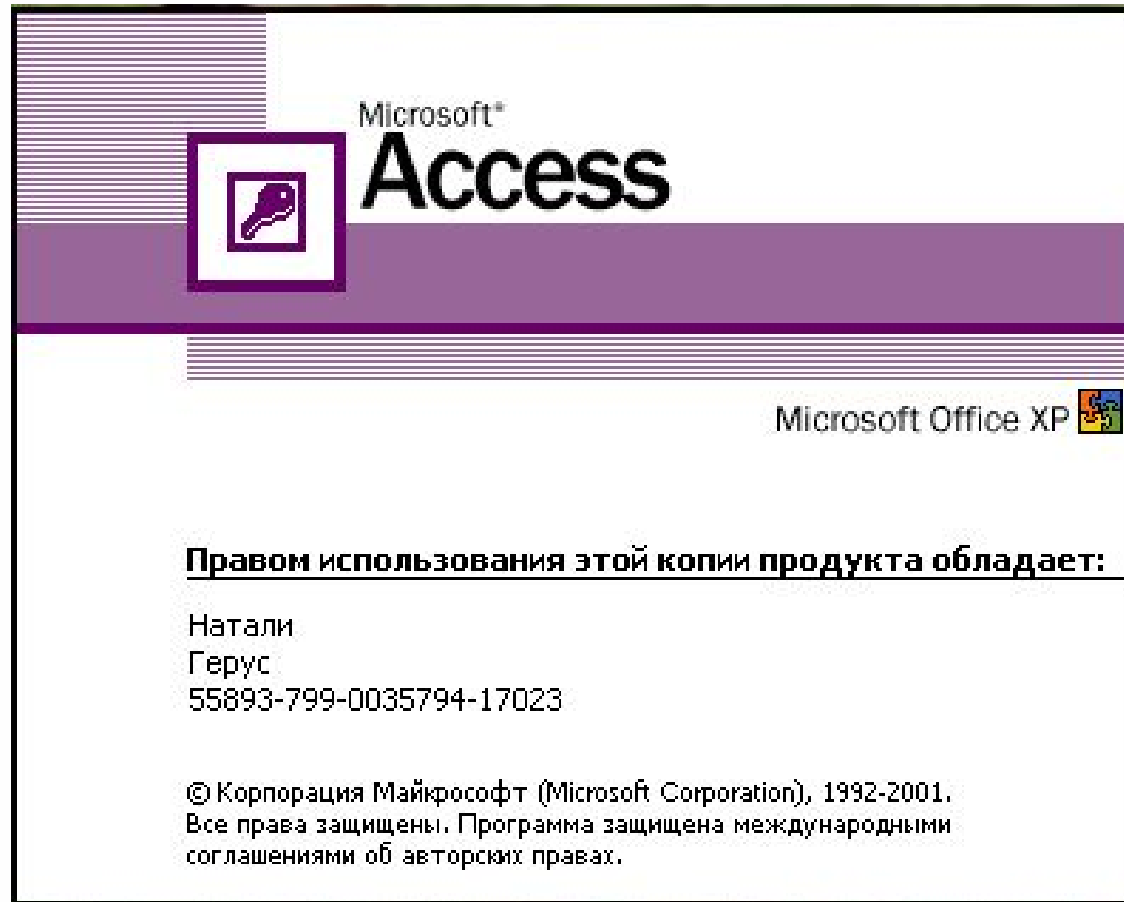 Microsoft®
Access
Microsoft Office XP
Правом использования этой копии продукта обладает:
Натали
Герус
55893-799-0035794-17023
© Корпорация Майкрософт (Microsoft Corporation), 1992-2001.
Все права защищены. Программа защищена международными
соглашениями об авторских правах.